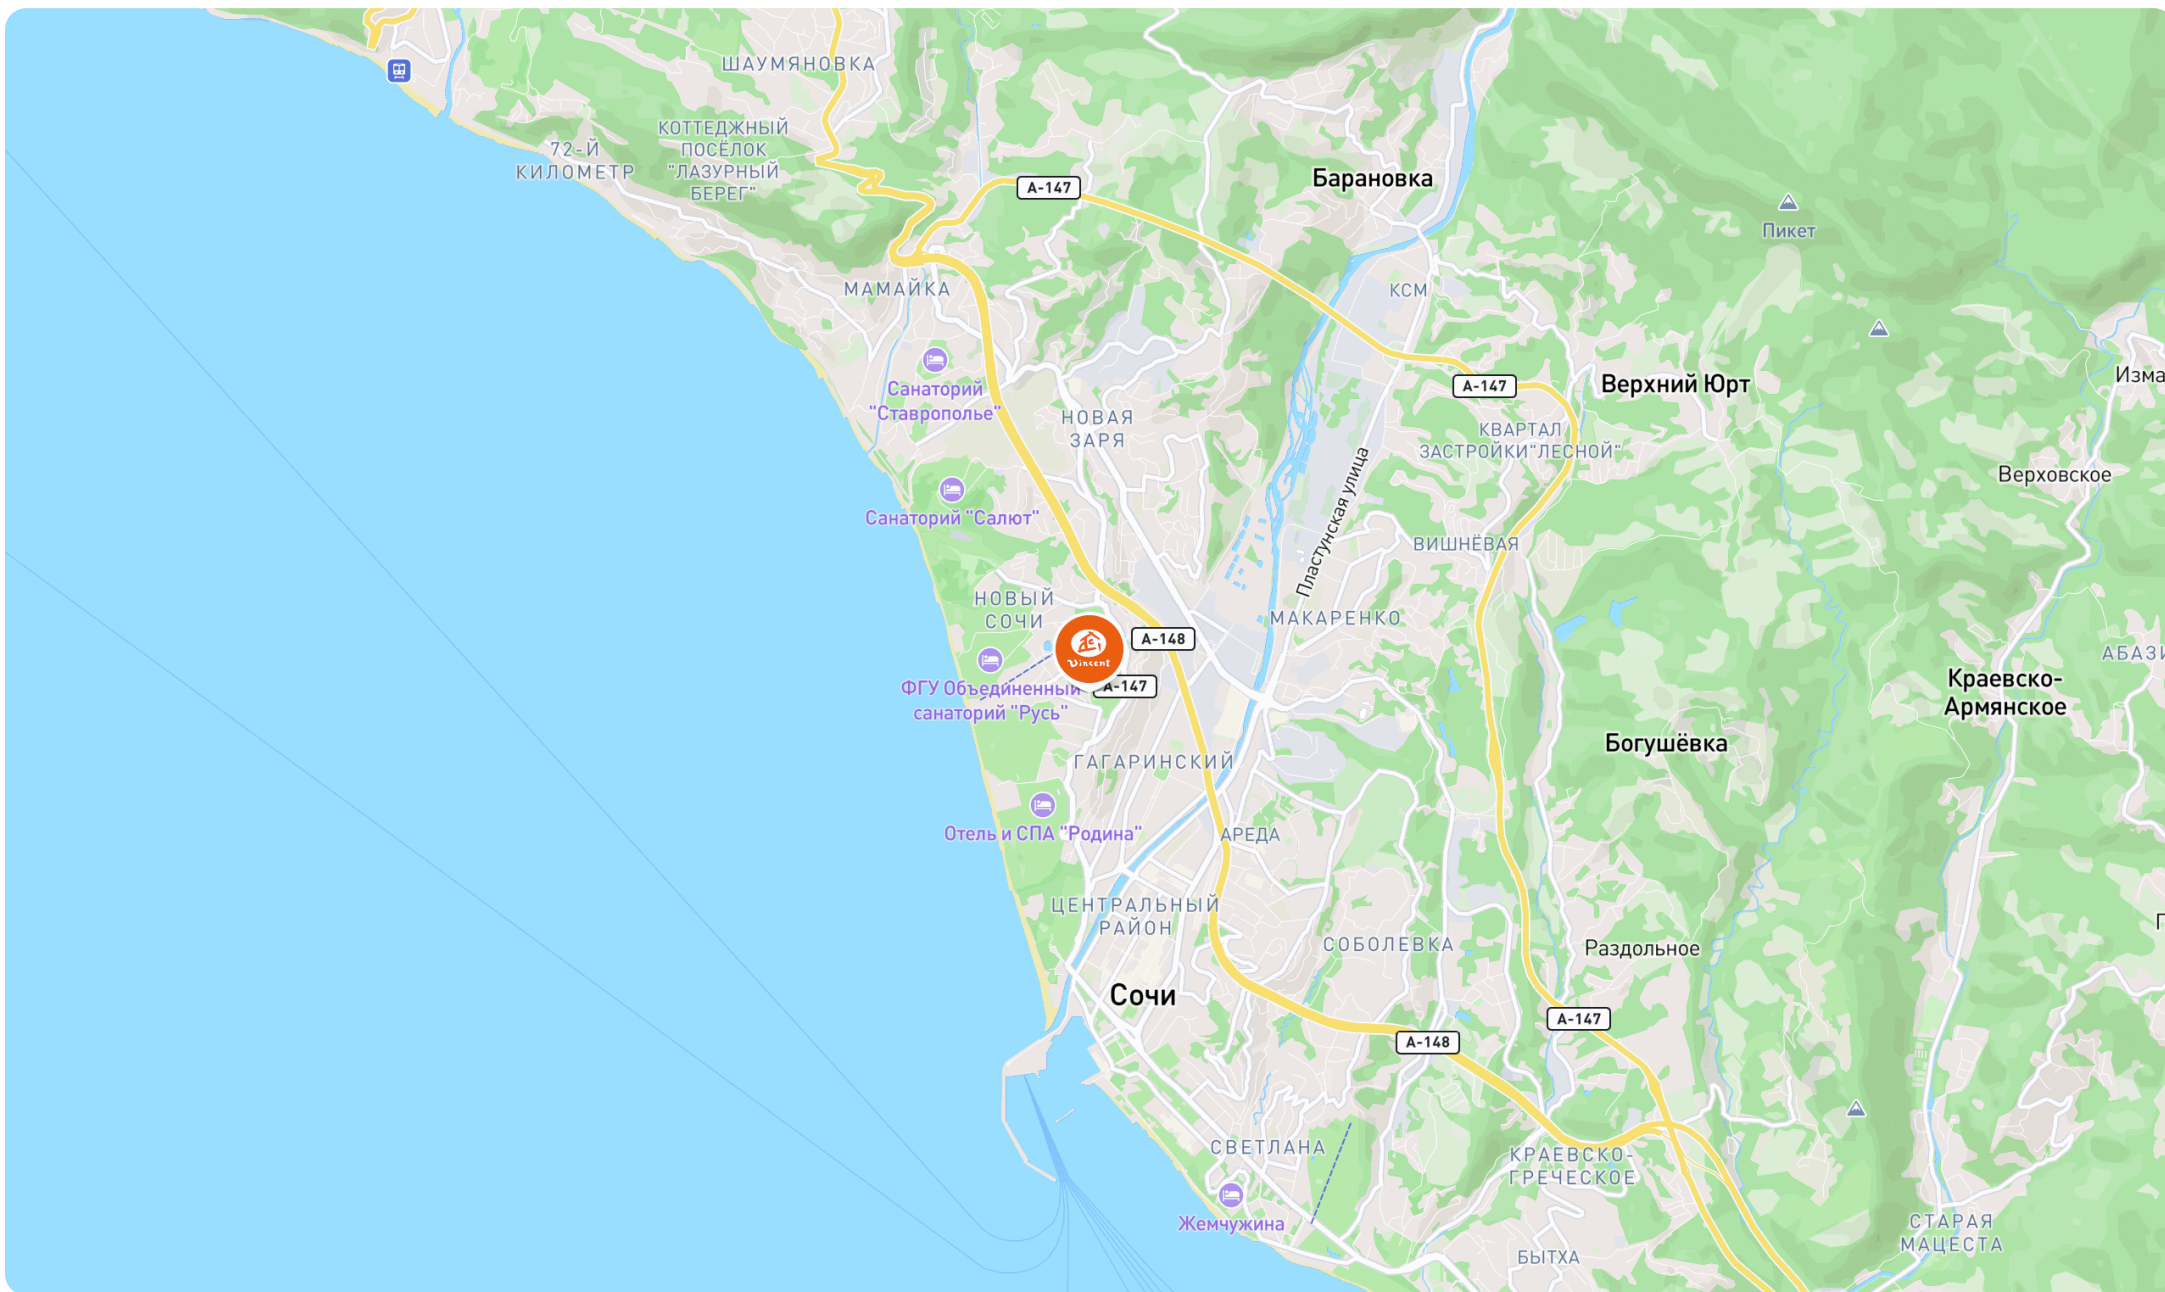 ШАУМЯНОВКА
КОТТЕДЖНЫЙ
ПОСЁЛОК
"ЛАЗУРНЫЙ
БЕРЕГ"
72-Й
КИЛОМЕТР
А-147
Барановка
Пикет
МАМАЙКА
КСМ
Санаторий
"Ставрополье"
НОВАЯ
ЗАРЯ
А-147
Верхний Юрт
Изма
КВАРТАЛ
ЗАСТРОЙКИ"ЛЕСНОЙ"
Верховское
Санаторий "Салют"
Пластунская улица
ВИШНЁВАЯ
НОВЫЙ
СОЧИ
МАКАРЕНКО
А-148
Vincent
АБАЗИ
ФГУ Объединенный
санаторий "Русь"
А-147
Краевско-
Армянское
Богушёвка
ГАГАРИНСКИЙ
Отель и СПА "Родина"
АРЕДА
ЦЕНТРАЛЬНЫЙ
РАЙОН
СОБОЛЕВКА
Раздольное
Сочи
А-147
А-148
СВЕТЛАНА
КРАЕВСКО-
ГРЕЧЕСКОЕ
Жемчужина
СТАРАЯ
МАЦЕСТА
БЫТХА